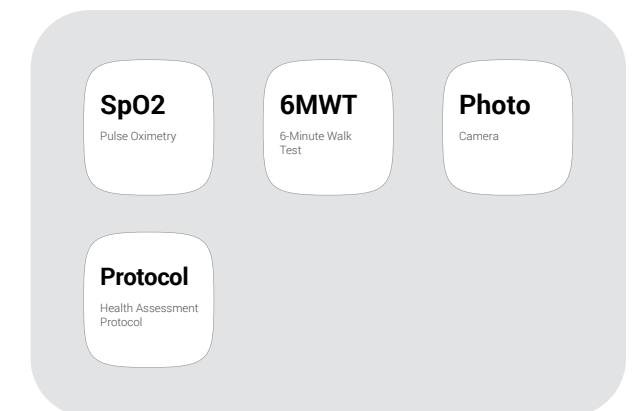 SpO2
Pulse Oximetry
6MWT
6-Minute Walk
Test
Photo
Camera
Protocol
Health Assessment
Protocol